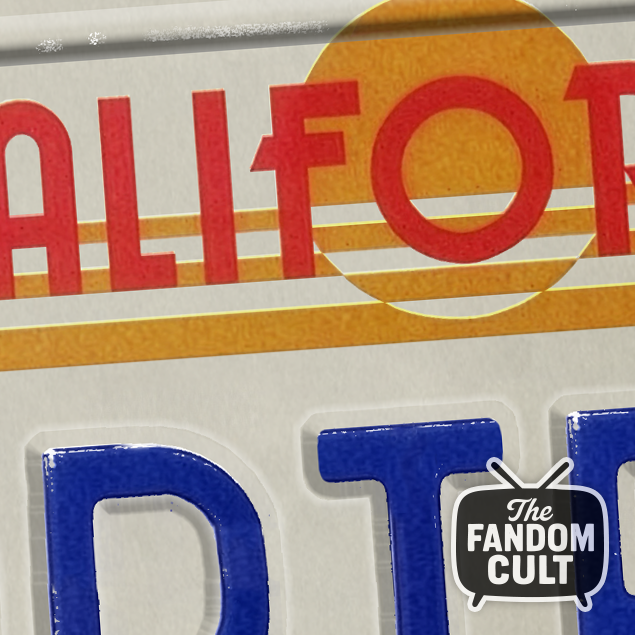 ALIFOR
DT
The
FANDOM
CULT